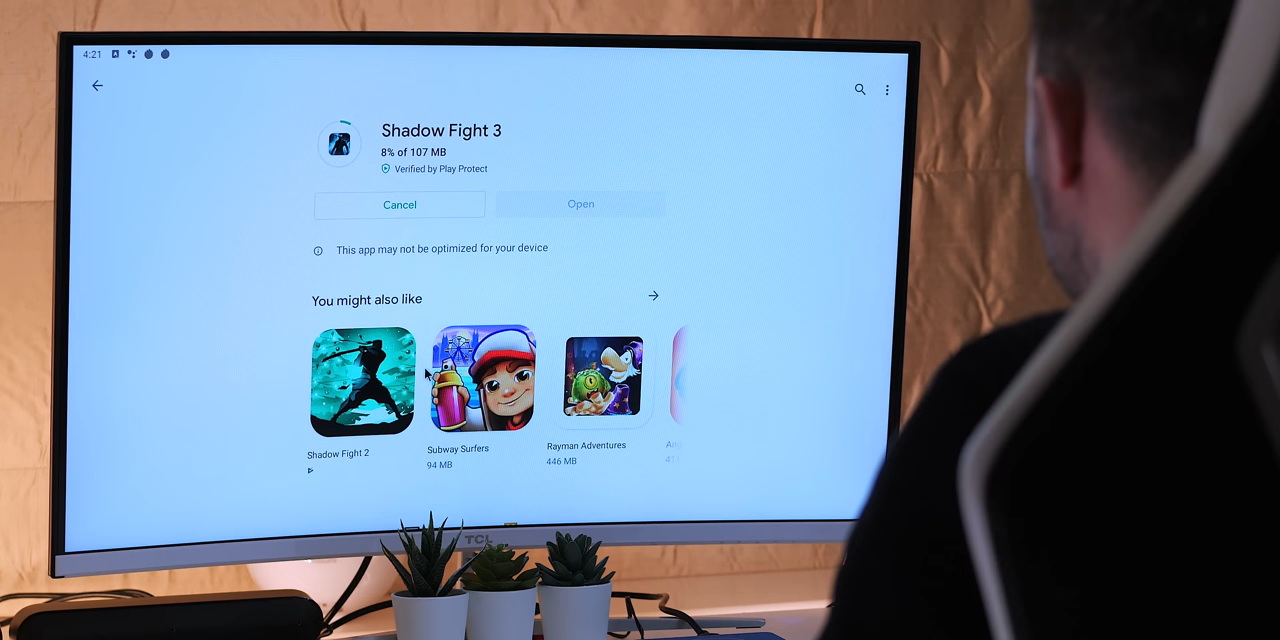 4:21
Shadow Fight 3
8% of 107 MB
Verified by Play Protect
Cancel
Open
This app may not be optimized for your device
You might also like
Shadow Fight 2
Subway Surfers
94 MB
Rayman Adventures
446 MB
Ang
411
TCL